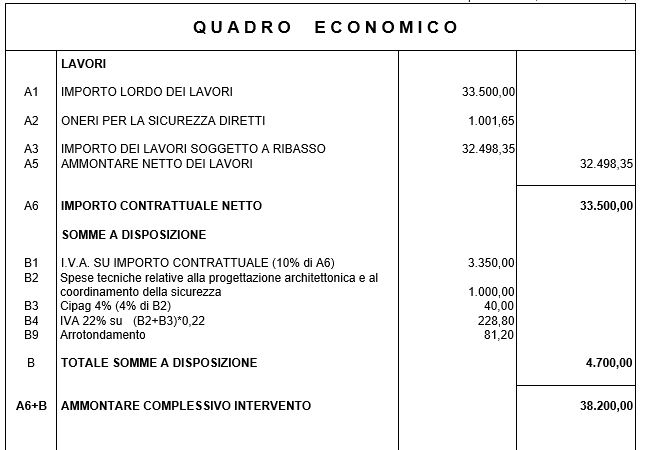 QUADRO ECONOMICO
LAVORI
A1 IMPORTO LORDO DEI LAVORI 33.500,00
A2 ONERI PER LA SICUREZZA DIRETTI 1.001,65
A3 IMPORTO DEI LAVORI SOGGETTO A RIBASSO 32.498,35
A5 AMMONTARE NETTO DEI LAVORI 32.498,35
A6 IMPORTO CONTRATTUALE NETTO 33.500,00
SOMME A DISPOSIZIONE
B1 I.V.A. SU IMPORTO CONTRATTUALE (10% di A6) 3.350,00
B2 Spese tecniche relative alla progettazione architettonica e al
coordinamento della sicurezza 1.000,00
B3 Cipag 4% (4% di B2) 40,00
B4 IVA 22% su (B2+B3)*0,22 228,80
B9 Arrotondamento 81,20
B TOTALE SOMME A DISPOSIZIONE 4.700,00
A6+B AMMONTARE COMPLESSIVO INTERVENTO 38.200,00